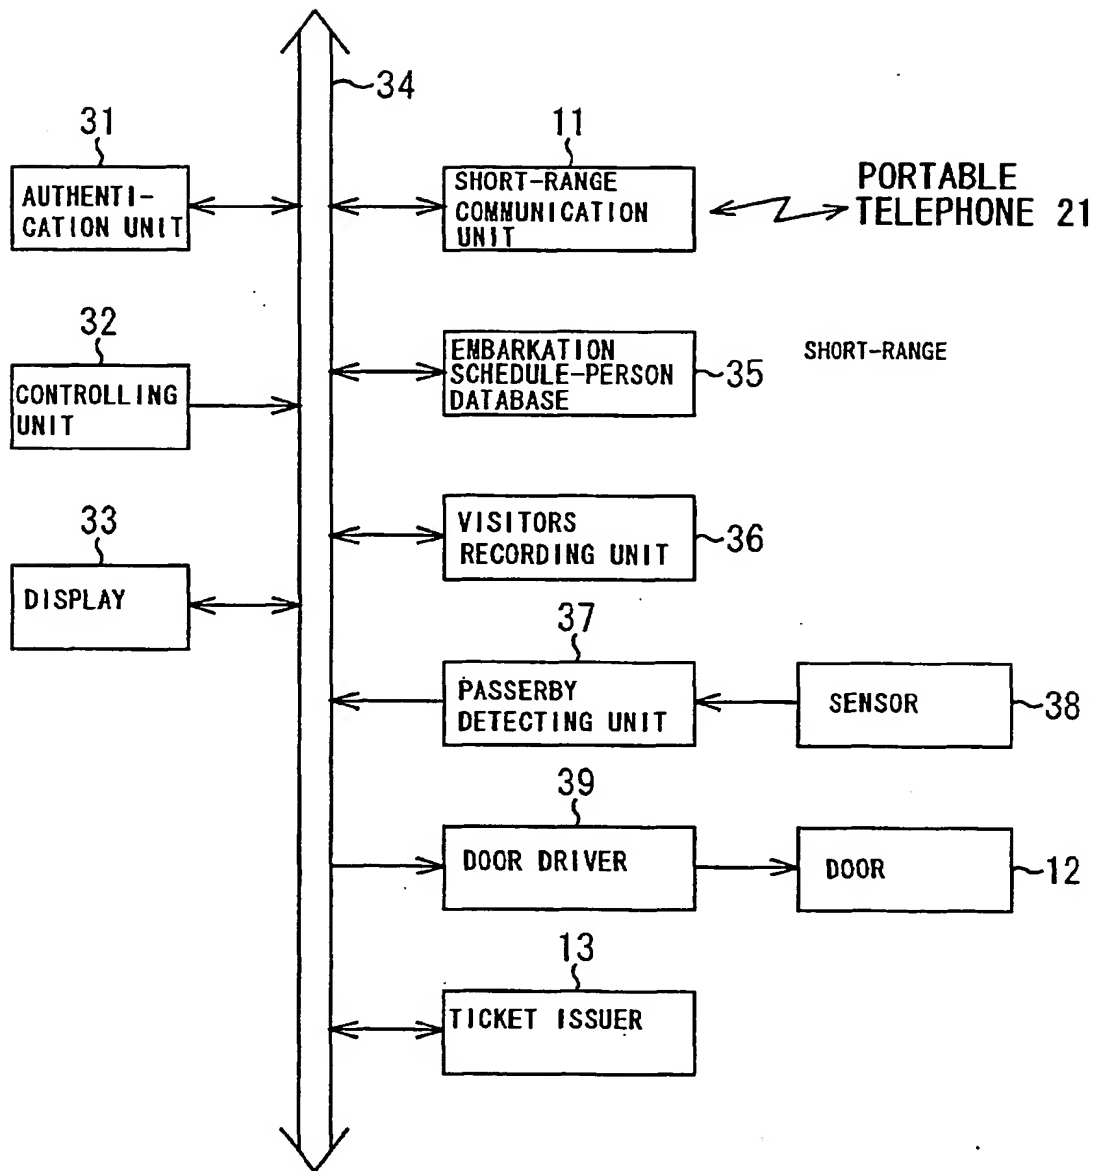 34
31
AUTHENTI-
CATION UNIT
11
SHORT-RANGE
COMMUNICATION
UNIT
PORTABLE
TELEPHONE 21
32
CONTROLLING
UNIT
EMBARKATION
SCHEDULE-PERSON
DATABASE
35
SHORT-RANGE
33
DISPLAY
VISITORS
RECORDING UNIT
36
37
PASSERBY
DETECTING UNIT
SENSOR
38
39
DOOR DRIVER
DOOR
12
13
TICKET ISSUER